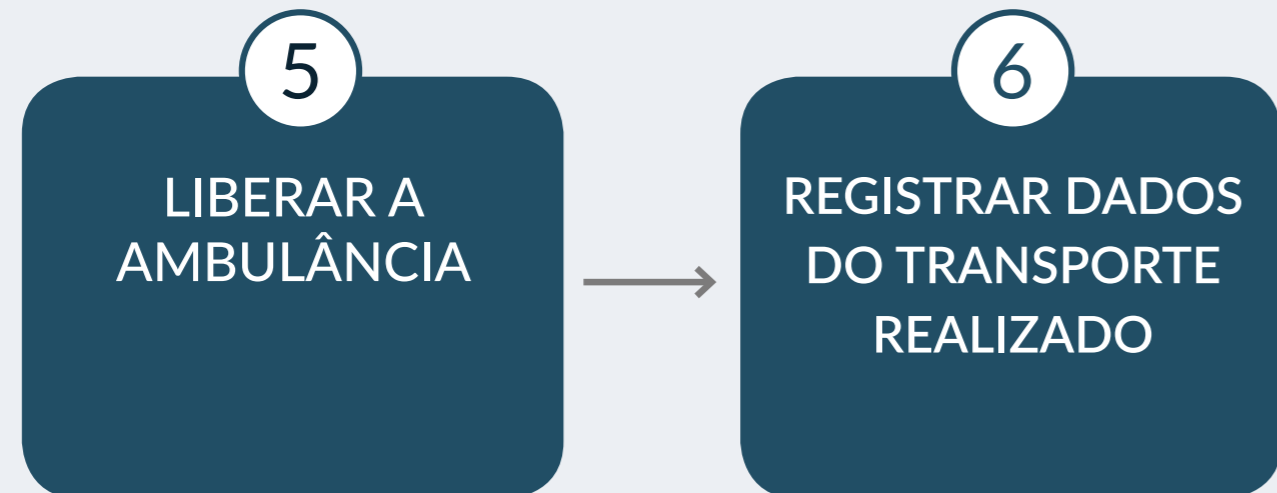 5
LIBERAR A
AMBULÂNCIA
6
REGISTRAR DADOS
DO TRANSPORTE
REALIZADO